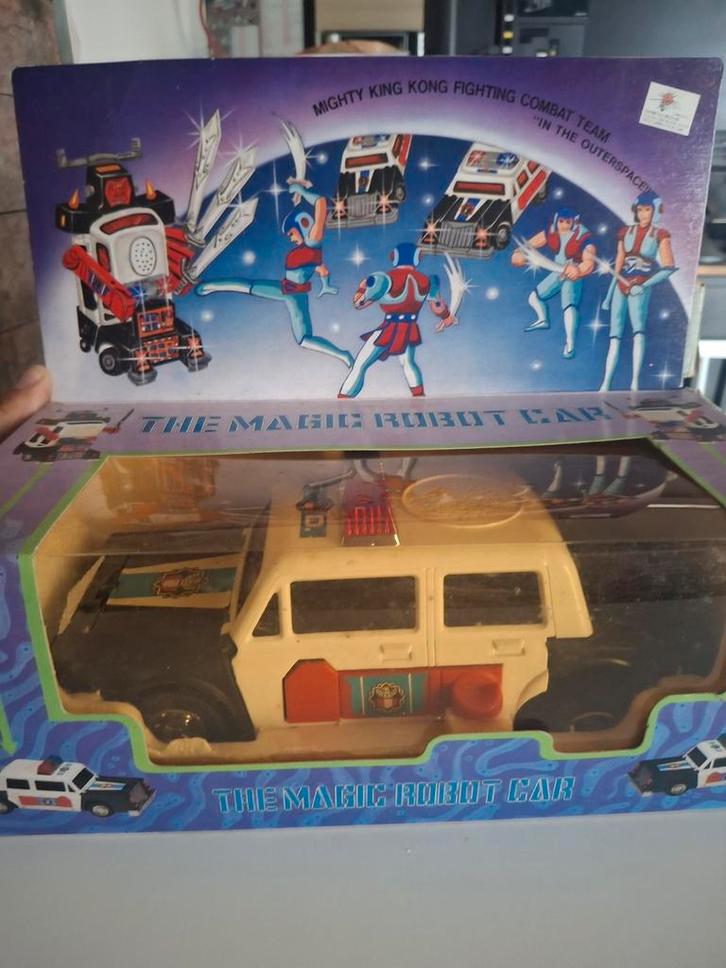 MIGHTY KING KONG FIGHTING COMBAT TEAM
"IN THE OUTERSPACE"
THE MAGIC ROBOT CAR
THE MAGIC ROBOT CAR